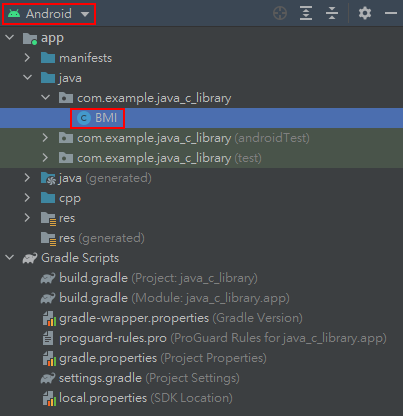 Android
app
manifests
java
com.example.java_c_library
C BMI
com.example.java_c_library (androidTest)
com.example.java_c_library (test)
java (generated)
cpp
res
res (generated)
Gradle Scripts
build.gradle (Project: java_c_library)
build.gradle (Module: java_c_library.app)
gradle-wrapper.properties (Gradle Version)
proguard-rules.pro (ProGuard Rules for java_c_library.app)
gradle.properties (Project Properties)
settings.gradle (Project Settings)
local.properties (SDK Location)